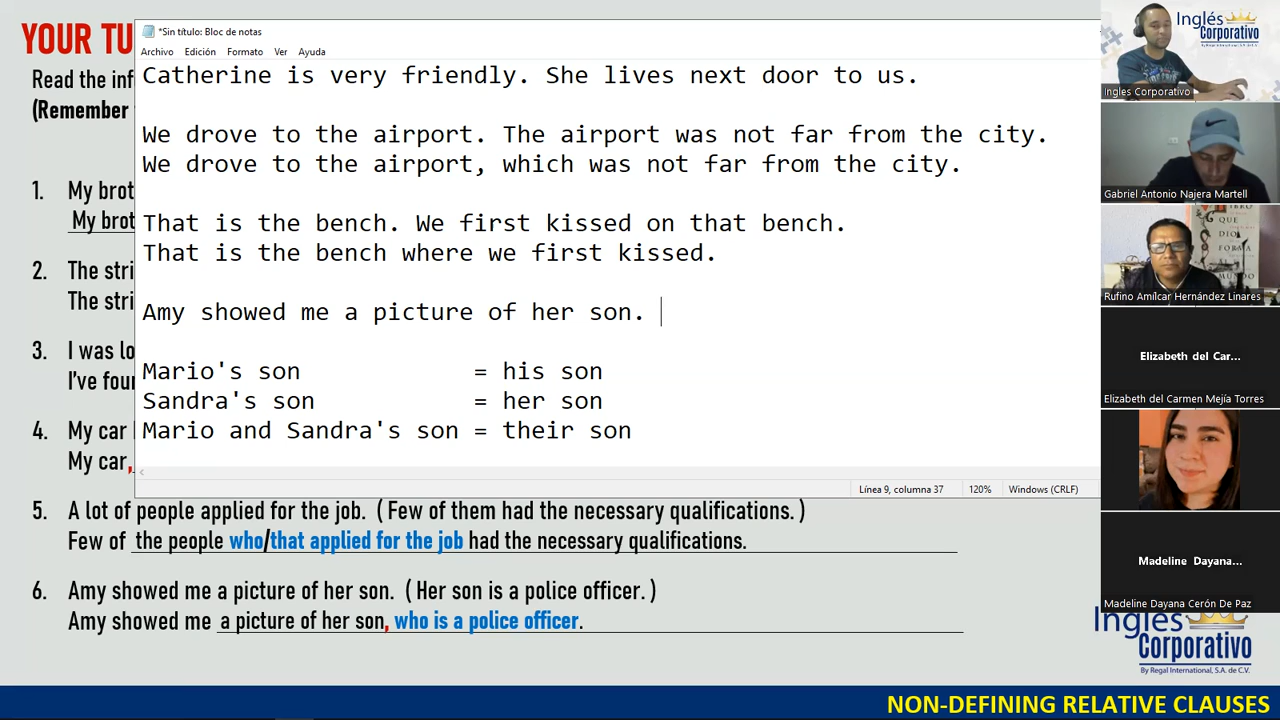 YOUR TU
Read the inf
(Remember
1. My brot
My brot
2. The stri
The stri
3. I was lo
I've four
4. My car
My car,
*Sin título: Bloc de notas
Archivo Edición Formato Ver Ayuda
Catherine is very friendly. She lives next door to us.
We drove to the airport. The airport was not far from the city.
We drove to the airport, which was not far from the city.
That is the bench. We first kissed on that bench.
That is the bench where we first kissed.
Amy showed me a picture of her son.
Mario's son = his son
Sandra's son = her son
Mario and Sandra's son = their son
Línea 9, columna 37 120% Windows (CRLF)
5. A lot of people applied for the job. ( Few of them had the necessary qualifications. )
Few of the people who/that applied for the job had the necessary qualifications.
6. Amy showed me a picture of her son. ( Her son is a police officer. )
Amy showed me a picture of her son, who is a police officer.
Inglés
Corporativo
By Regal International, S.A. de C.V.
NON-DEFINING RELATIVE CLAUSES
Inglés
Corporativo
Ingles Corporativo
Gabriel Antonio Najera Martell
QUE
DIO
FORMA
Rufino Amílcar Hernández Linares
Elizabeth del Car...
Elizabeth del Carmen Mejía Torres
Madeline Dayana...
Madeline Dayana Cerón De Paz